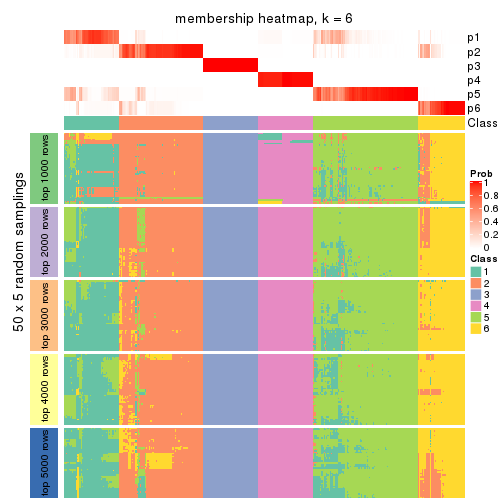 membership heatmap, k = 6
p1
p2
p3
p4
p5
p6
Class
50 x 5 random samplings
top 1000 rows
top 2000 rows
top 3000 rows
top 4000 rows
top 5000 rows
Prob
1
0.8
0.6
0.4
0.2
0
Class
1
2
3
4
5
6